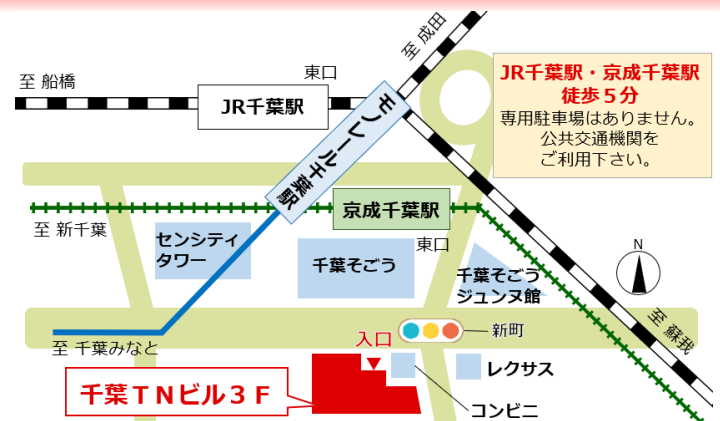 至 成田
至 船橋
東口
JR千葉駅
モノレール千葉駅
JR千葉駅・京成千葉駅
徒歩５分
専用駐車場はありません。
公共交通機関を
ご利用下さい。
京成千葉駅
至 新千葉
東口
センシティ
タワー
千葉そごう
千葉そごう
ジュンヌ館
N
新町
至 蘇我
至 千葉みなと
入口
レクサス
千葉ＴＮビル３Ｆ
コンビニ